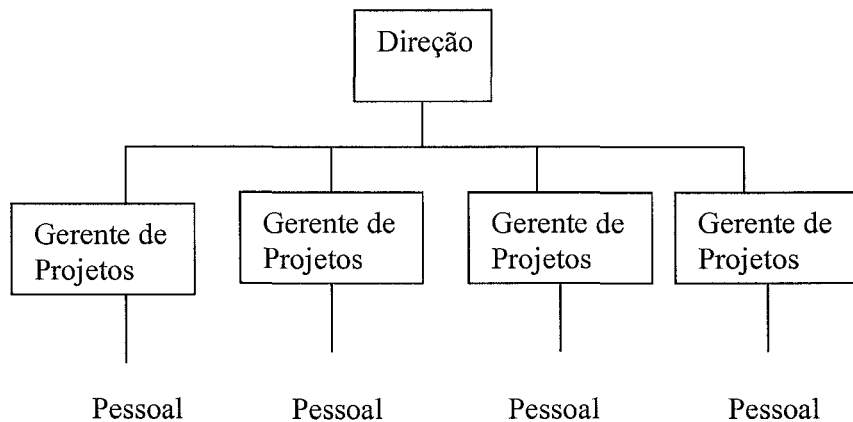 Direção
Gerente de
Projetos
Gerente de
Projetos
Gerente de
Projetos
Gerente de
Projetos
Pessoal
Pessoal
Pessoal
Pessoal